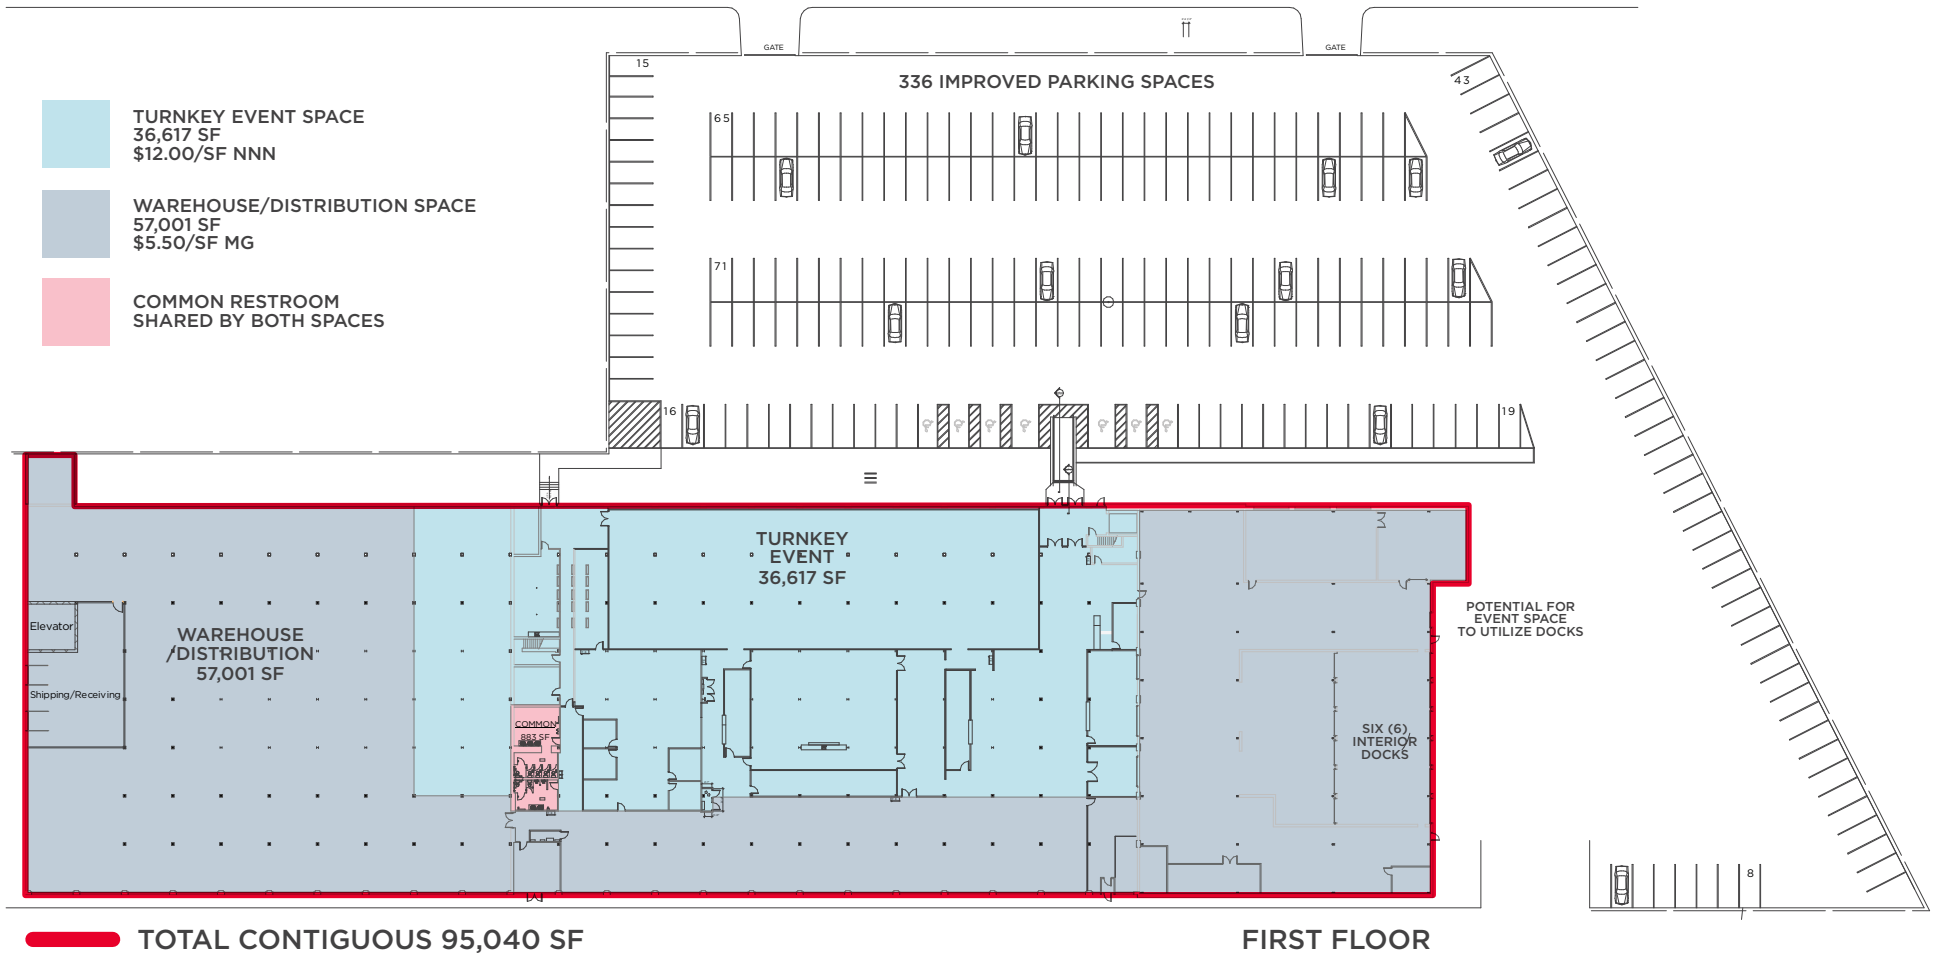 GATE
GATE
15
336 IMPROVED PARKING SPACES
43
TURNKEY EVENT SPACE
36,617 SF
$12.00/SF NNN
65
WAREHOUSE/DISTRIBUTION SPACE
57,001 SF
$5.50/SF MG
71
COMMON RESTROOM
SHARED BY BOTH SPACES
16
19
TURNKEY
EVENT
36,617 SF
POTENTIAL FOR
EVENT SPACE
TO UTILIZE DOCKS
Elevator
WAREHOUSE
/DISTRIBUTION
57,001 SF
Shipping/Receiving
COMMON
883 SF
SIX (6)
INTERIOR
DOCKS
8
TOTAL CONTIGUOUS 95,040 SF
FIRST FLOOR